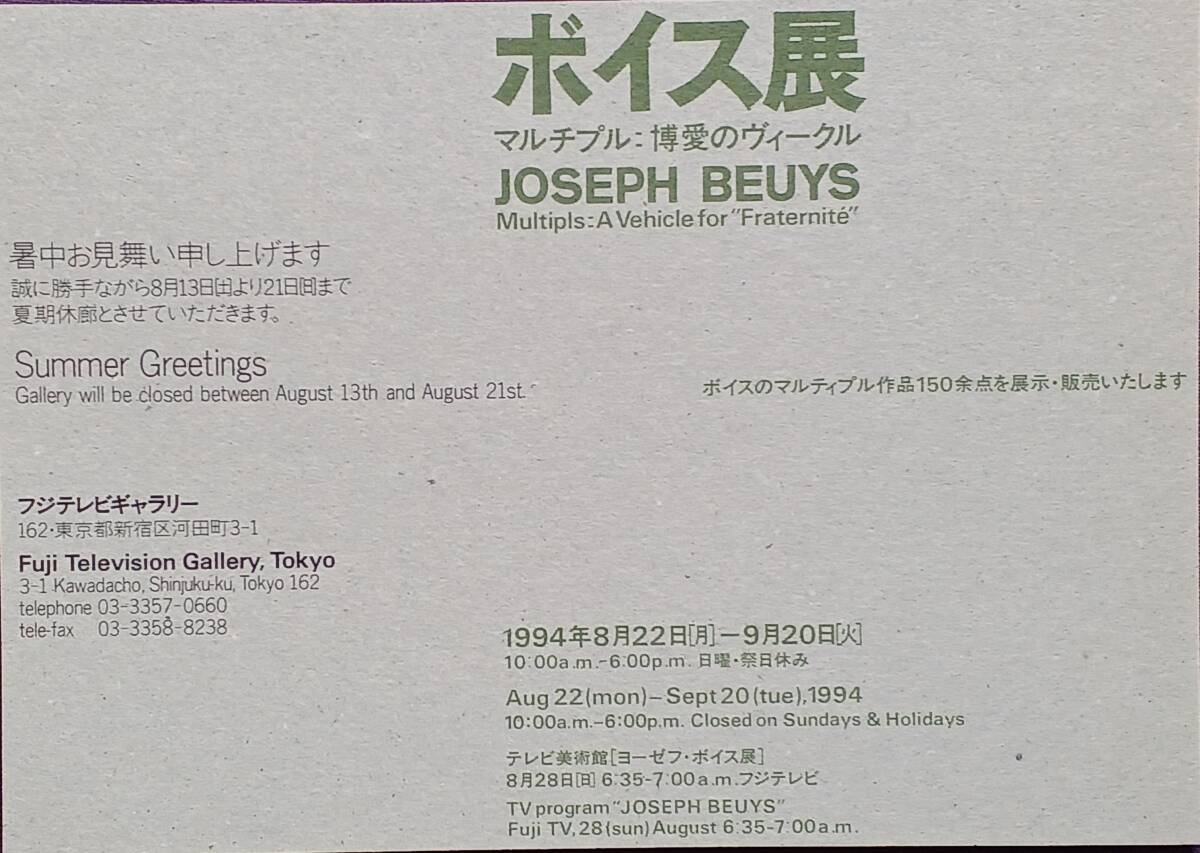 ボイス展
マルチプル:博愛のヴィークル
JOSEPH BEUYS
Multipls:A Vehicle for "Fraternité"
暑中お見舞い申し上げます
誠に勝手ながら8月13日[土]より21日[日]まで
夏期休廊とさせていただきます。
Summer Greetings
Gallery will be closed between August 13th and August 21st.
ボイスのマルティプル作品150余点を展示・販売いたします
フジテレビギャラリー
162・東京都新宿区河田町3-1
Fuji Television Gallery, Tokyo
3-1 Kawadacho, Shinjuku-ku, Tokyo 162
telephone 03-3357-0660
tele-fax 03-3358-8238
1994年8月22日[月]−9月20日[火]
10:00a.m.-6:00p.m. 日曜・祭日休み
Aug 22(mon)–Sept 20(tue),1994
10:00a.m.–6:00p.m. Closed on Sundays & Holidays
テレビ美術館[ヨーゼフ・ボイス展]
8月28日[日] 6:35-7:00a.m.フジテレビ
TV program "JOSEPH BEUYS"
Fuji TV, 28(sun) August 6:35-7:00a.m.